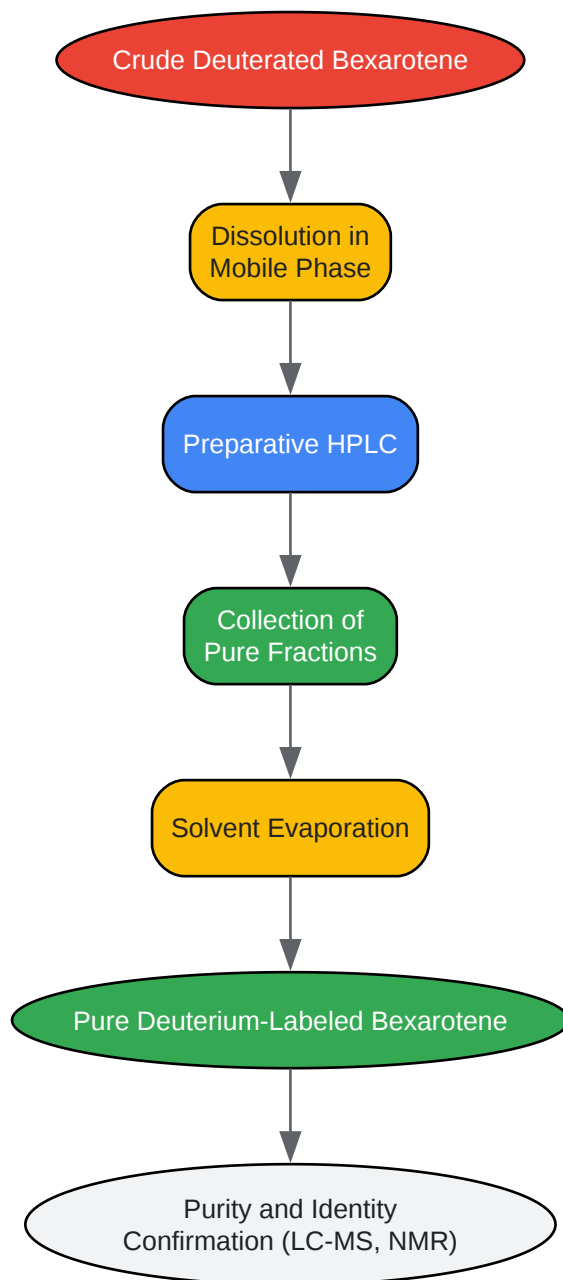 Crude Deuterated Bexarotene
Dissolution in
Mobile Phase
Preparative HPLC
Collection of
Pure Fractions
Solvent Evaporation
Pure Deuterium-Labeled Bexarotene
Purity and Identity
Confirmation (LC-MS, NMR)